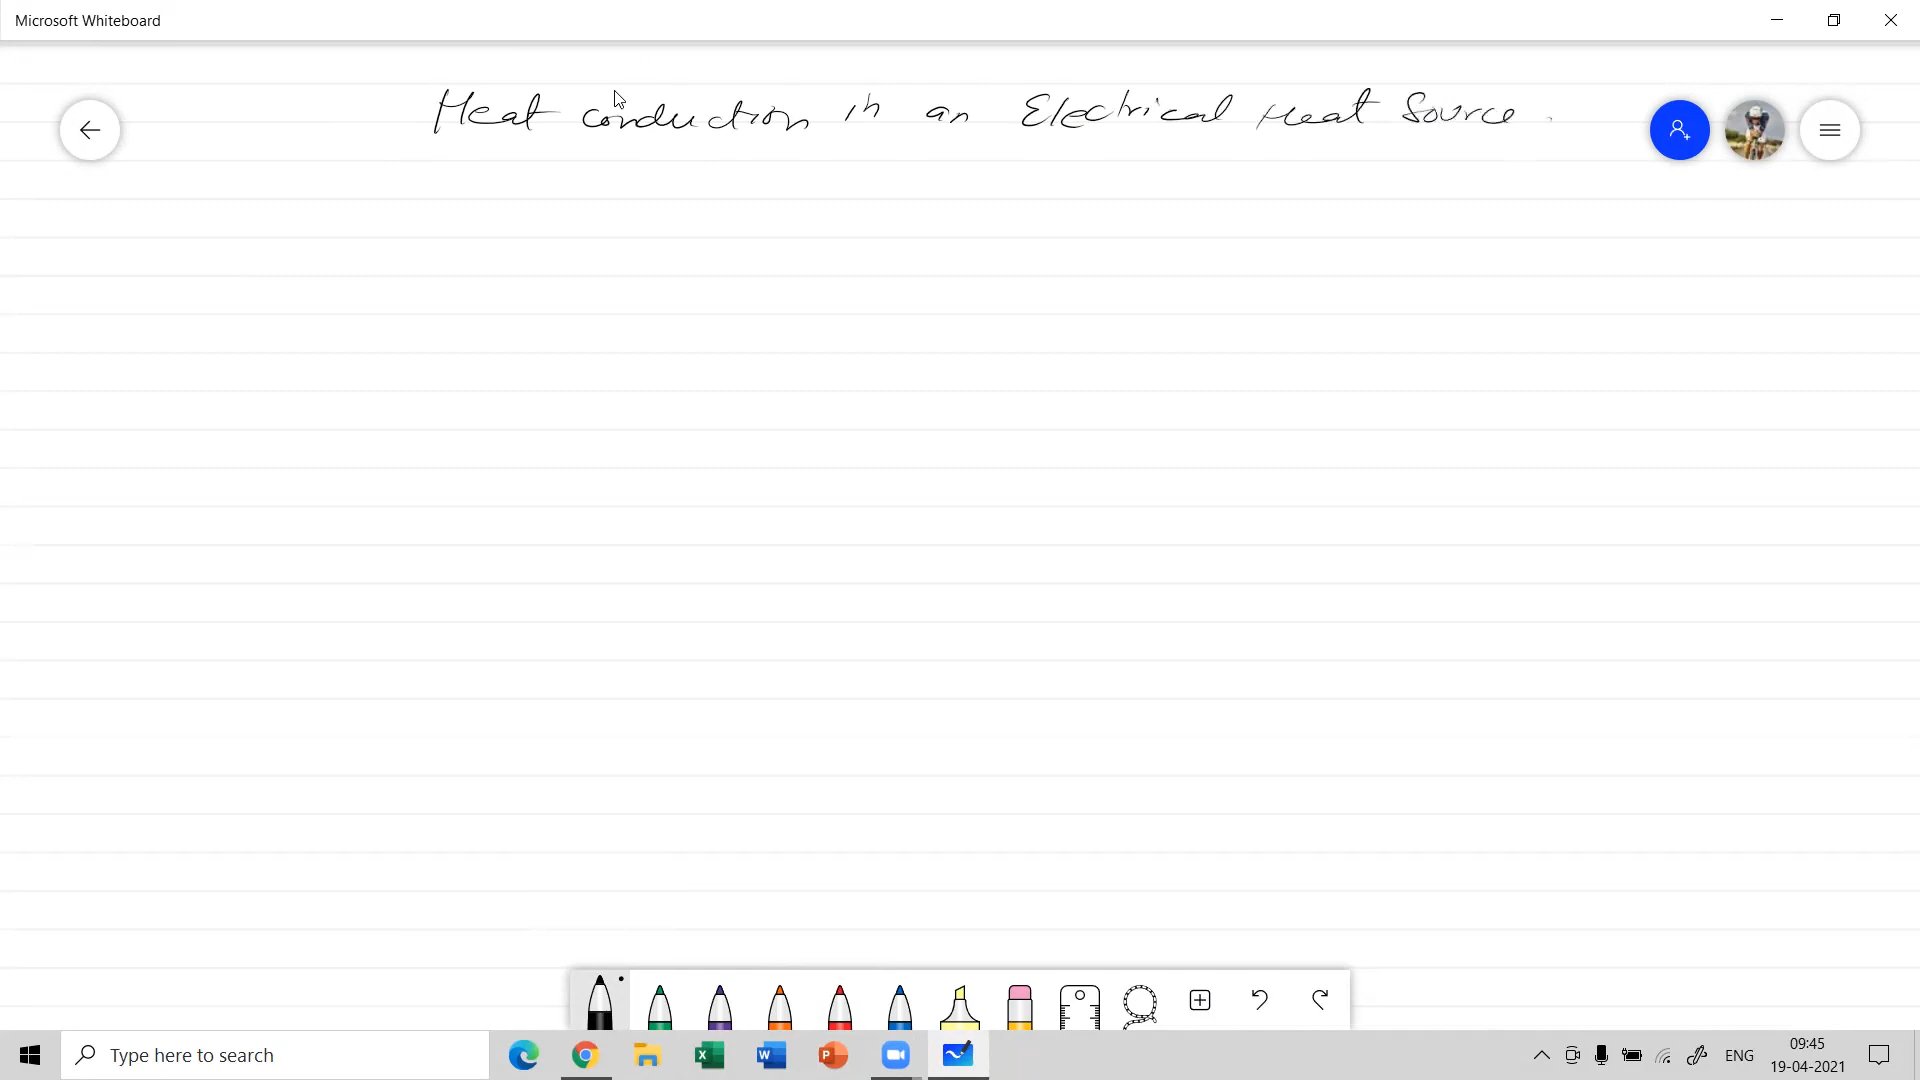 Microsoft Whiteboard
Heat conduction in an Electrical Heat Source.
Type here to search
ENG
09:45
19-04-2021